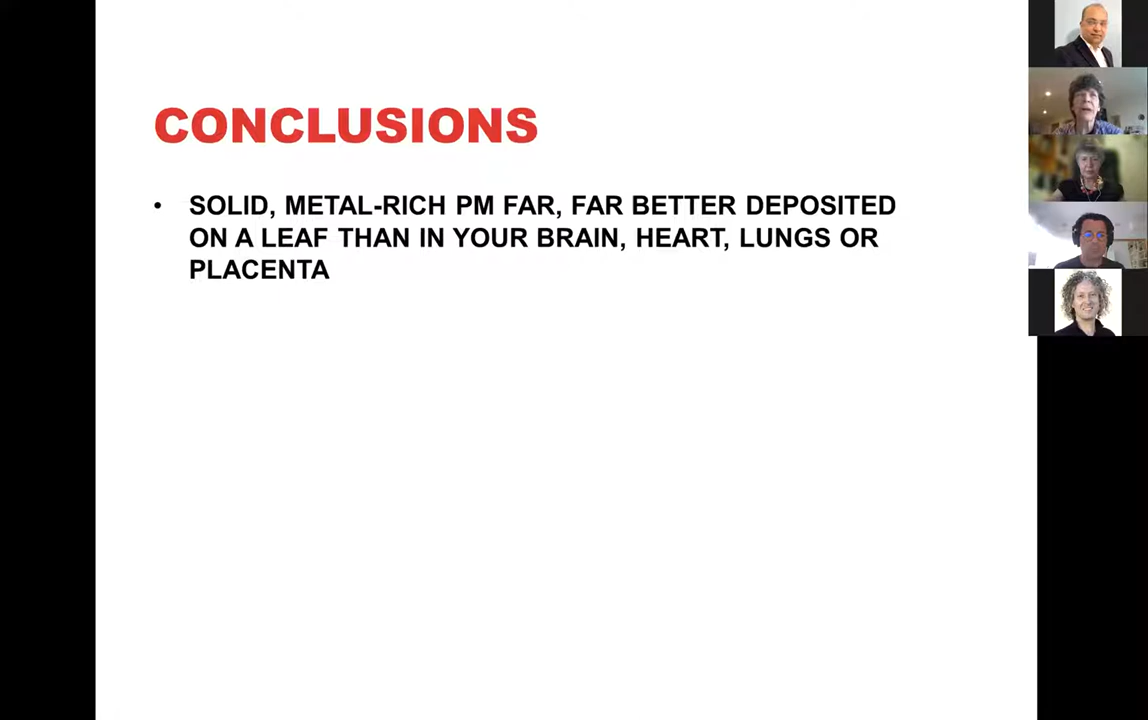 CONCLUSIONS
• SOLID, METAL-RICH PM FAR, FAR BETTER DEPOSITED
ON A LEAF THAN IN YOUR BRAIN, HEART, LUNGS OR
PLACENTA